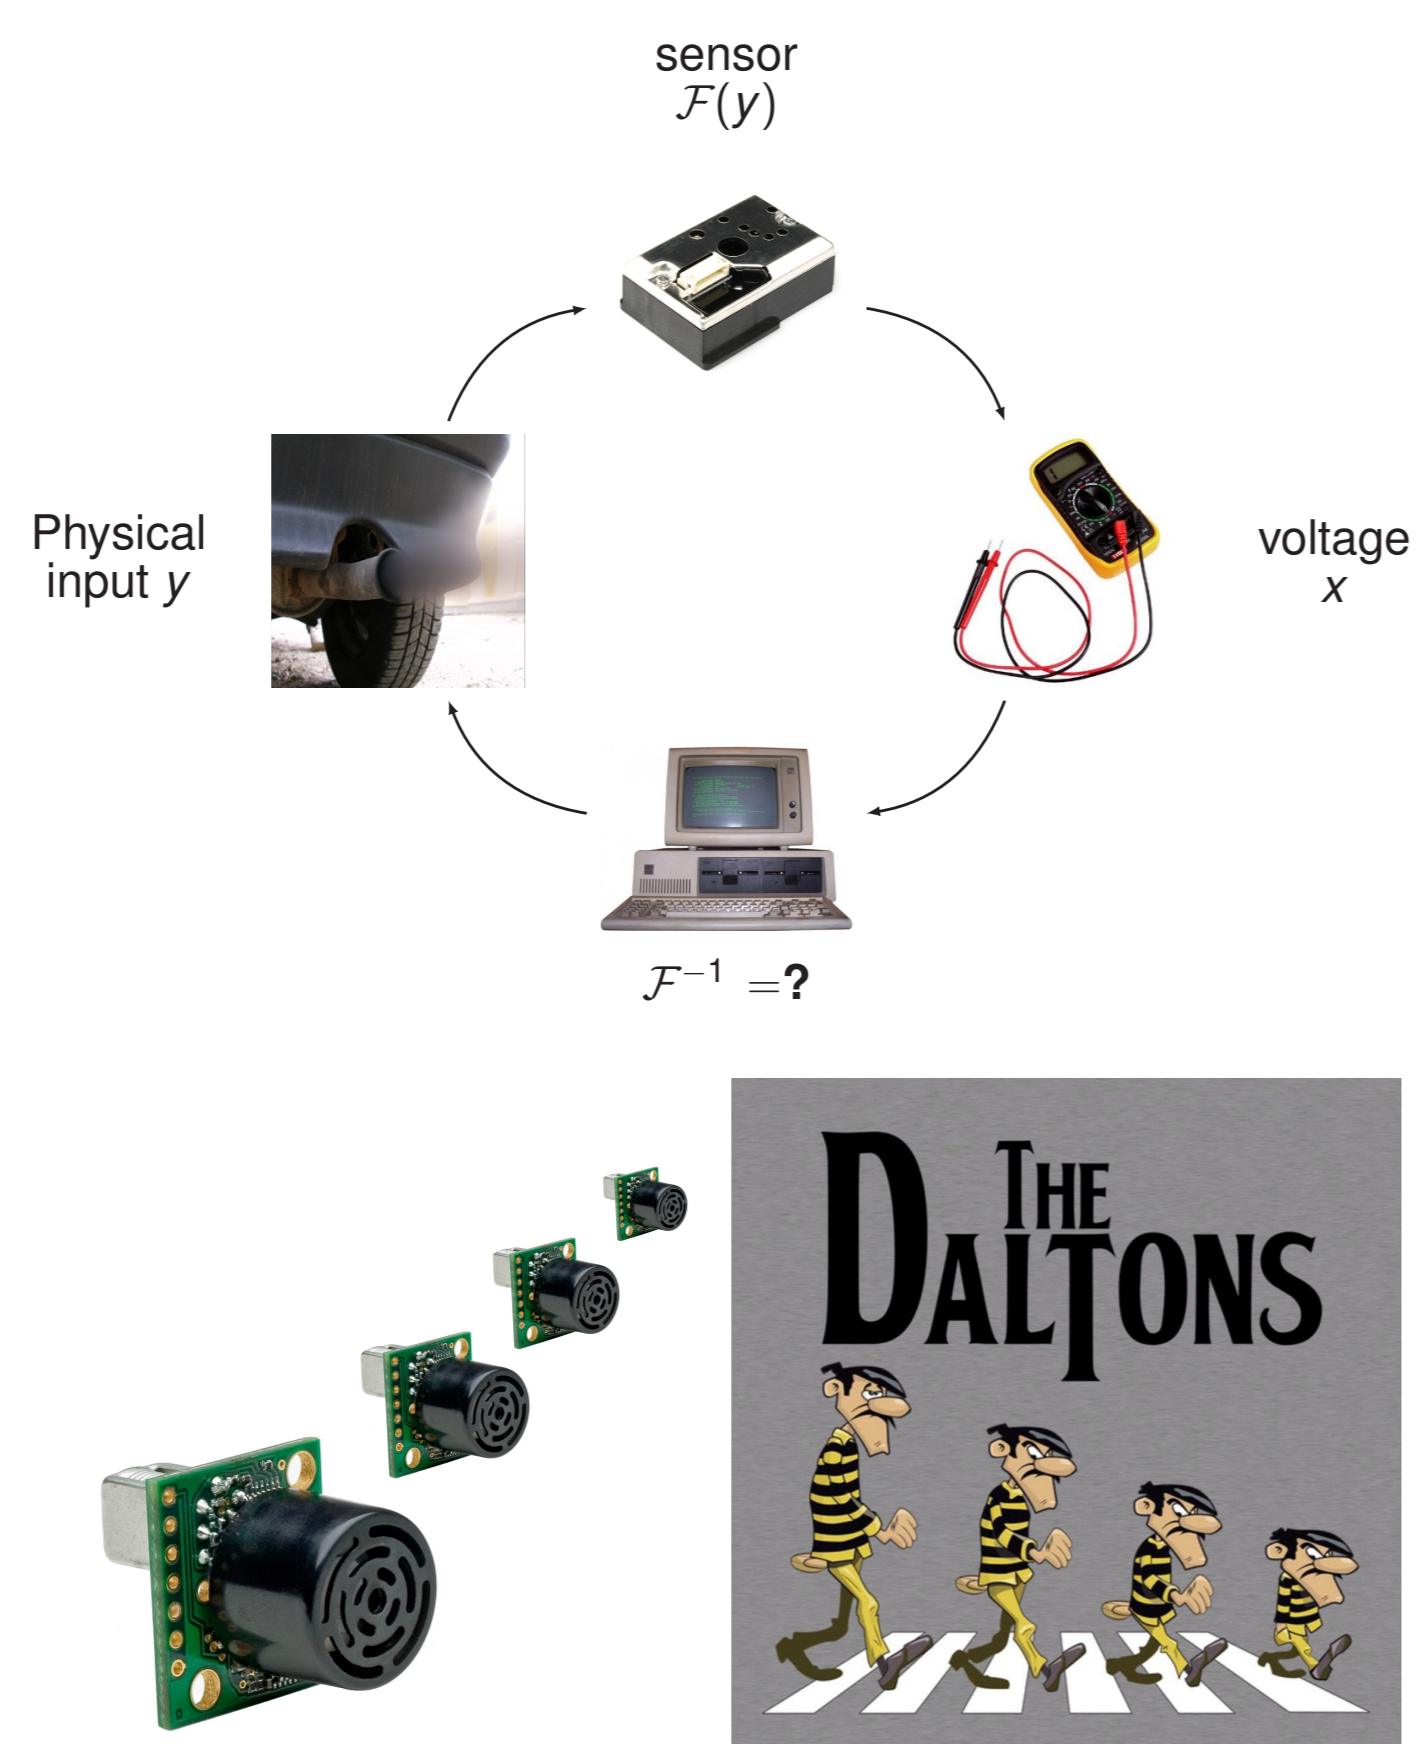 sensor
ℱ(y)
Physical
input y
voltage
x
ℱ⁻¹ =?
THE
DALTONS